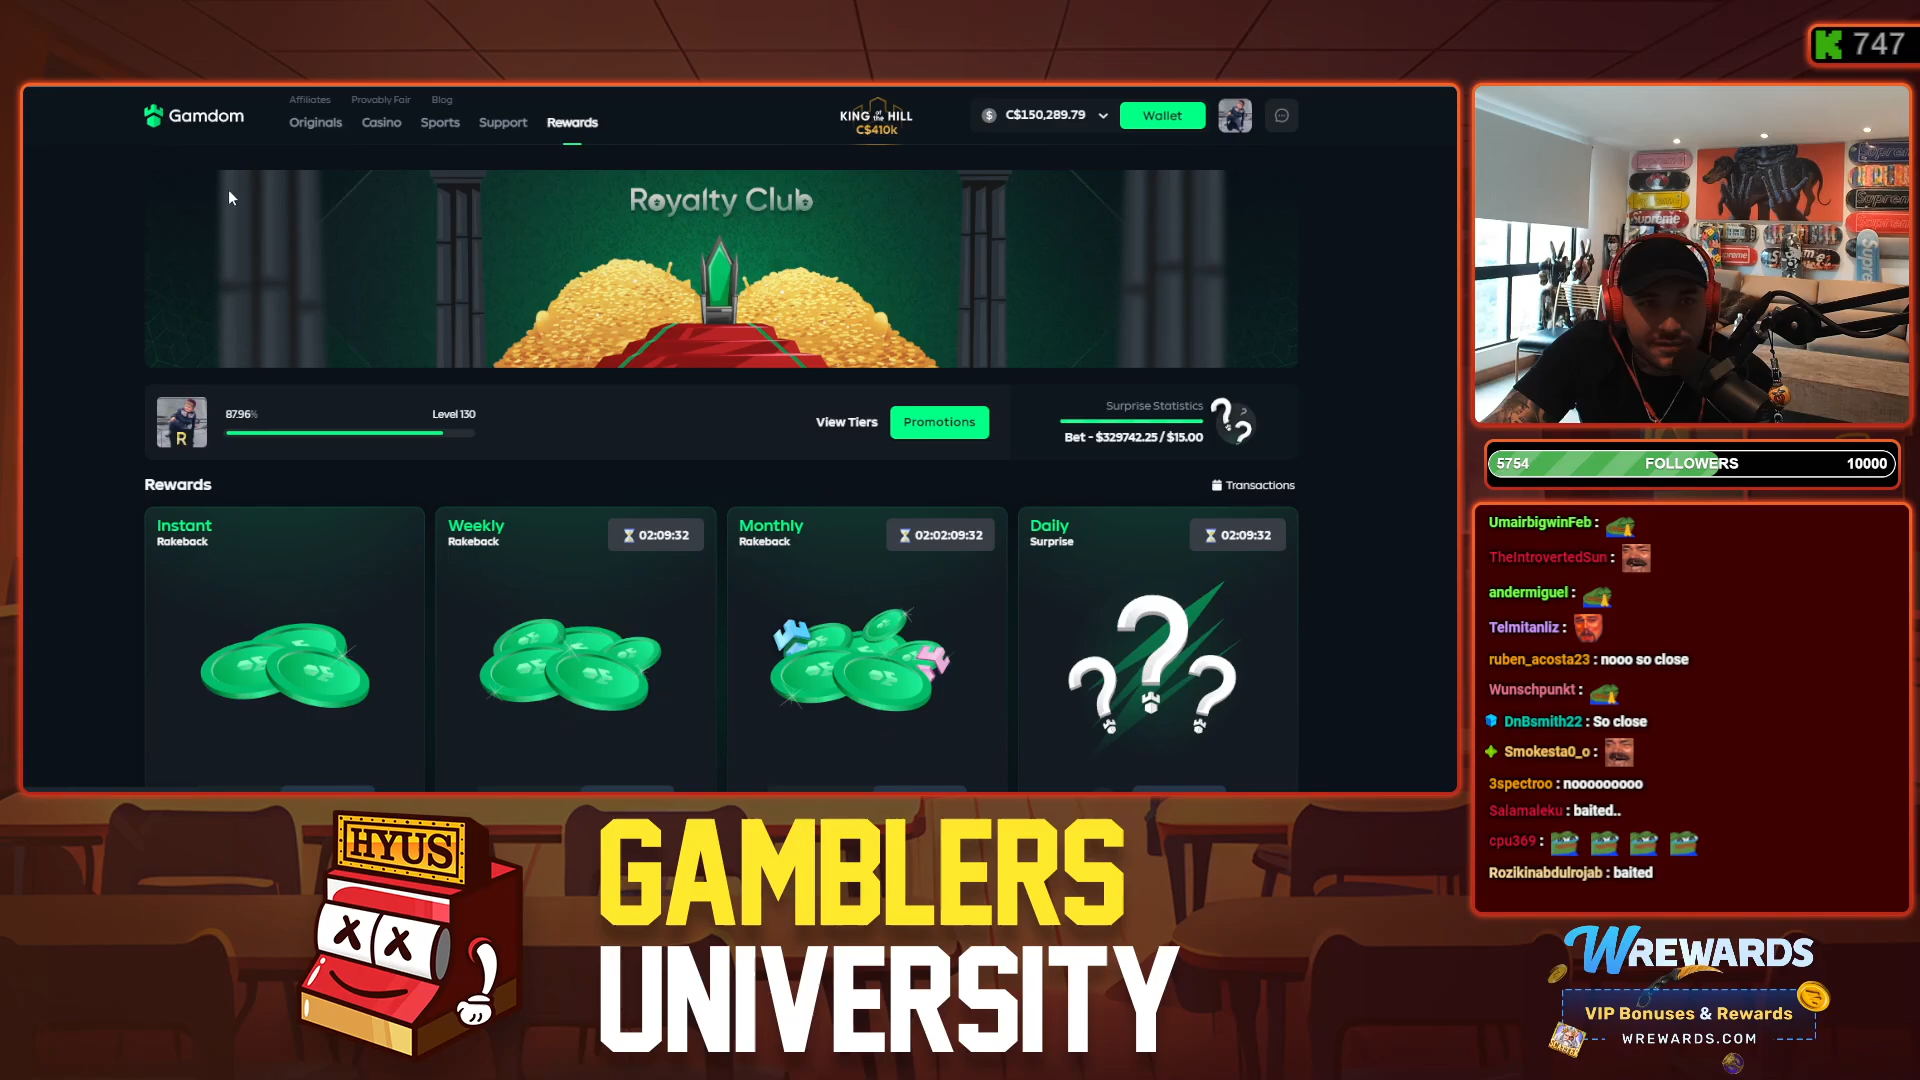 747
Gamdom
Affiliates Provably Fair Blog
Originals Casino Sports Support Rewards
KING of the HILL
C$410k
$ C$150,289.79
Wallet
Royalty Club
R
87.96%
Level 130
View Tiers
Promotions
Surprise Statistics
Bet - $329742.25 / $15.00
Rewards
Transactions
Instant
Rakeback
Weekly
Rakeback
02:09:32
Monthly
Rakeback
02:02:09:32
Daily
Surprise
02:09:32
Supreme
5754 FOLLOWERS 10000
UmairbigwinFeb :
TheIntrovertedSun :
andermiguel :
Telmitanliz :
ruben_acosta23 : nooo so close
Wunschpunkt :
DnBsmith22 : So close
Smokesta0_o :
3spectroo : nooooooooo
Salamaleku : baited..
cpu369 :
Rozikinabdulrojab : baited
HYUS
GAMBLERS
UNIVERSITY
WREWARDS
VIP Bonuses & Rewards
WREWARDS.COM